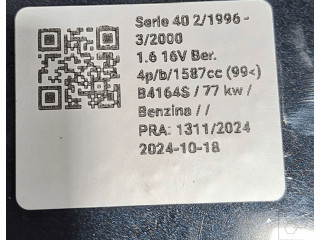 Serie 40 2/1996 -
3/2000
1.6 16V Ber.
4p/b/1587cc (99<)
B4164S / 77 kw /
Benzina / /
PRA: 1311/2024
2024-10-18